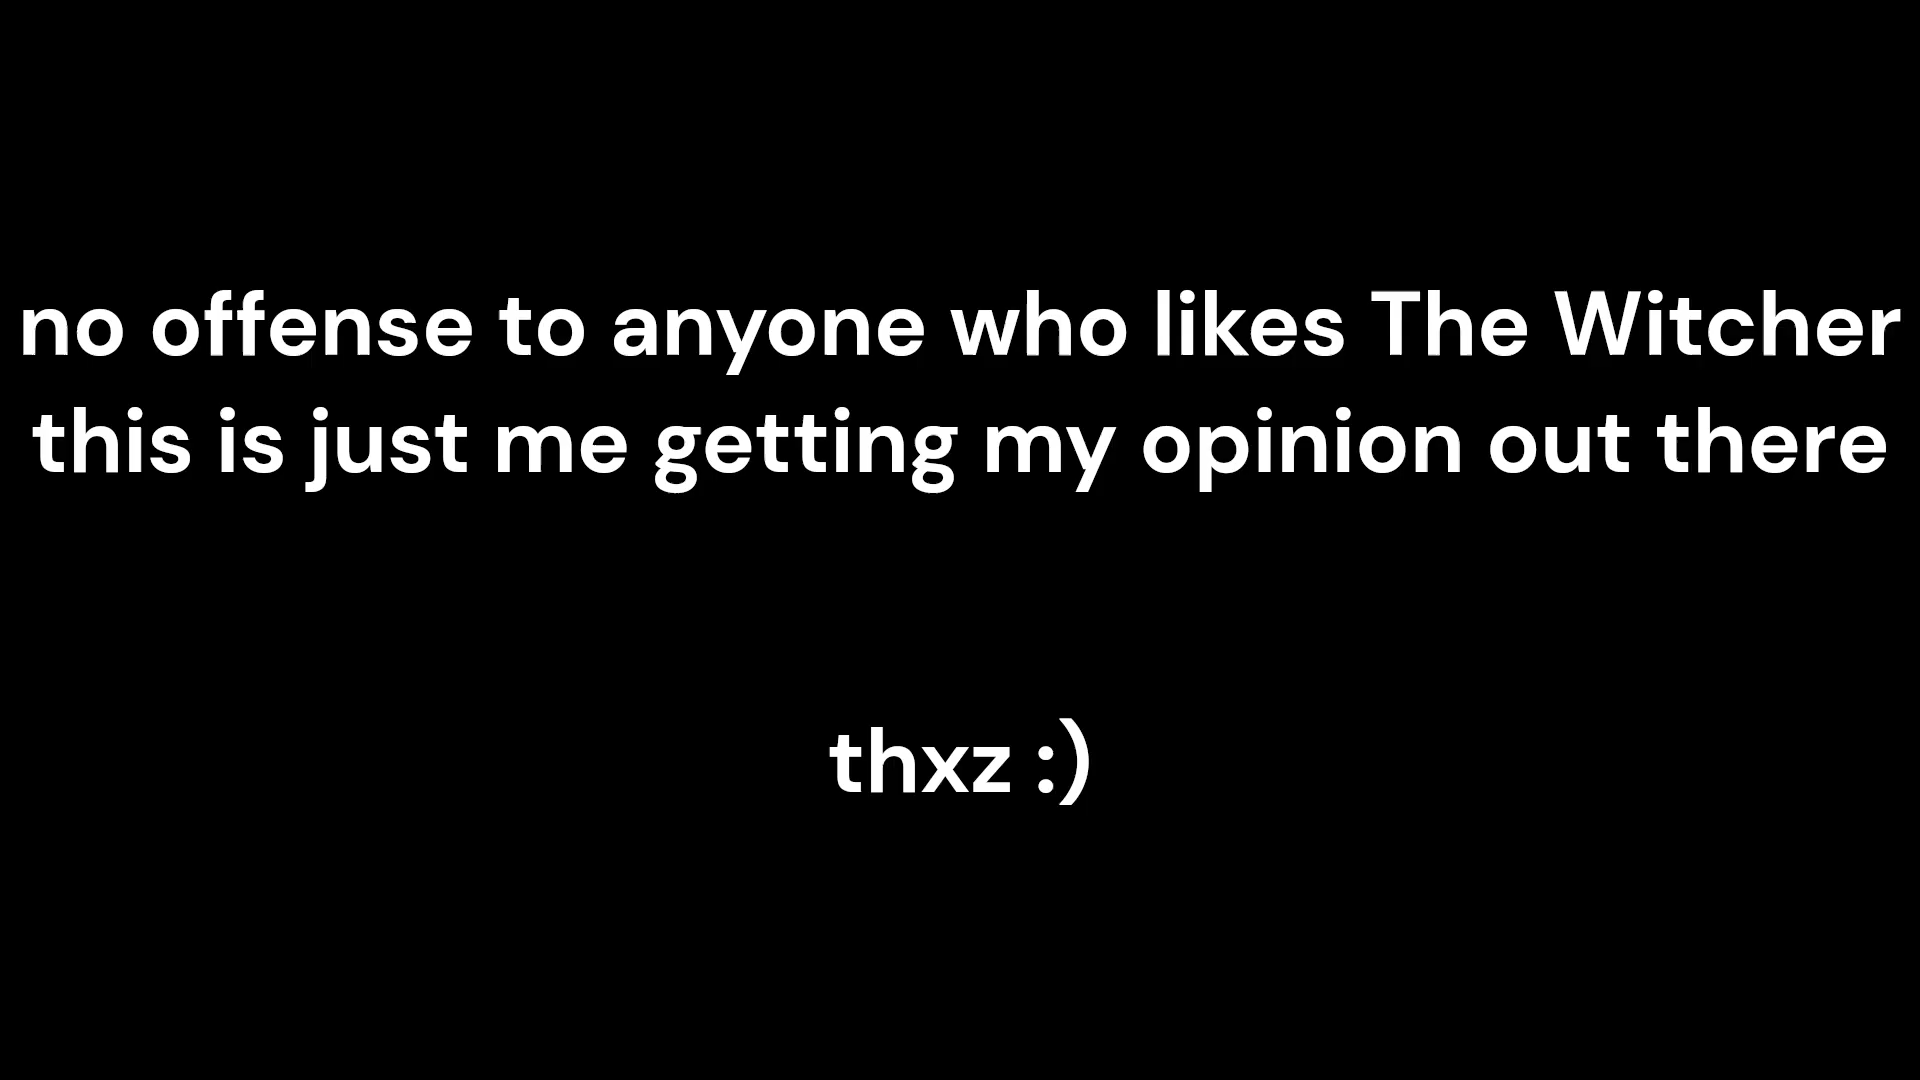 no offense to anyone who likes The Witcher
this is just me getting my opinion out there
thxz :)